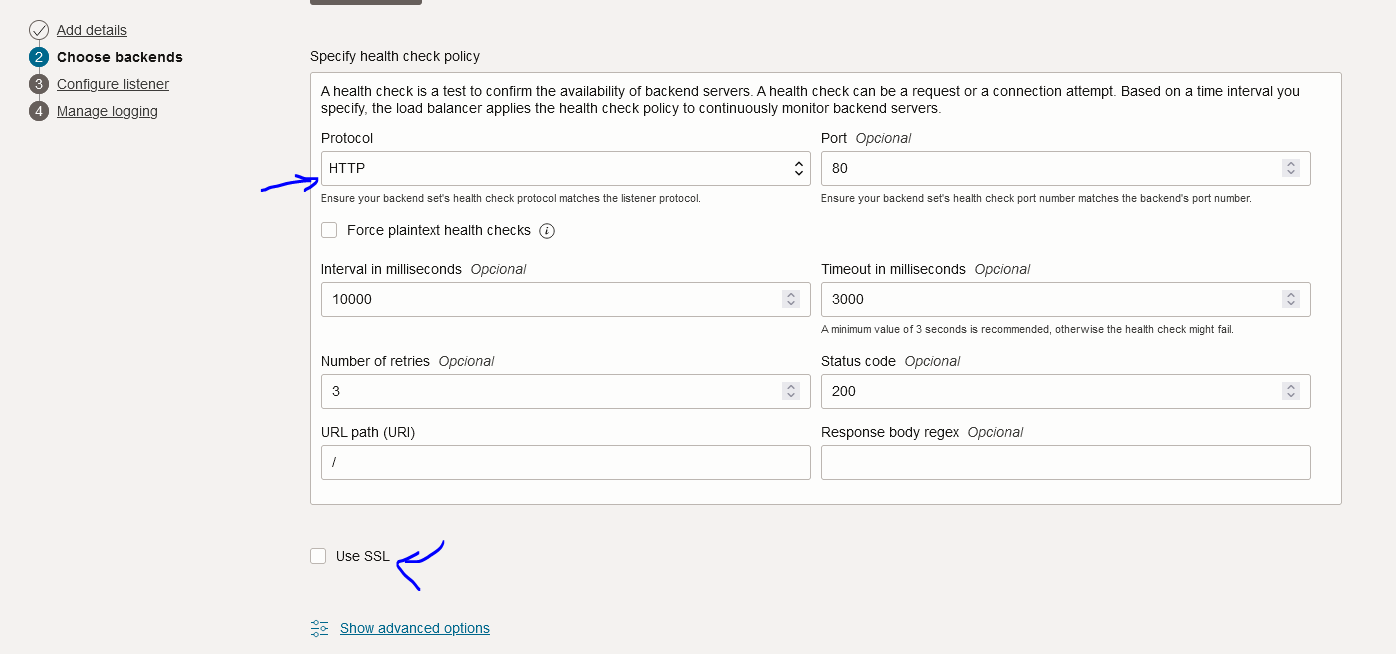 Add details
2 Choose backends
3 Configure listener
4 Manage logging
Specify health check policy
A health check is a test to confirm the availability of backend servers. A health check can be a request or a connection attempt. Based on a time interval you
specify, the load balancer applies the health check policy to continuously monitor backend servers.
Protocol
HTTP
Ensure your backend set's health check protocol matches the listener protocol.
Port Opcional
80
Ensure your backend set's health check port number matches the backend's port number.
Force plaintext health checks i
Interval in milliseconds Opcional
10000
Timeout in milliseconds Opcional
3000
A minimum value of 3 seconds is recommended, otherwise the health check might fail.
Number of retries Opcional
3
Status code Opcional
200
URL path (URI)
/
Response body regex Opcional
Use SSL
Show advanced options